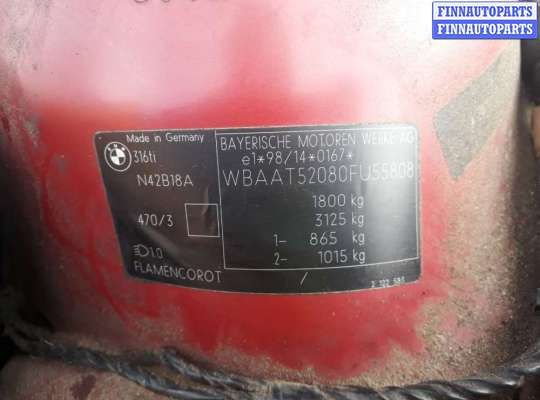 FINNAUTOPARTS
FINNAUTOPARTS
FINNAUTOPARTS
Made in Germany
316ti
N42B18A
470/3
1.0
FLAMENCOROT
BAYERISCHE MOTOREN WERKE AG
e1*98/14*0167*
WBAAT52080FU55808
1800 kg
3125 kg
1- 865 kg
2- 1015 kg
/